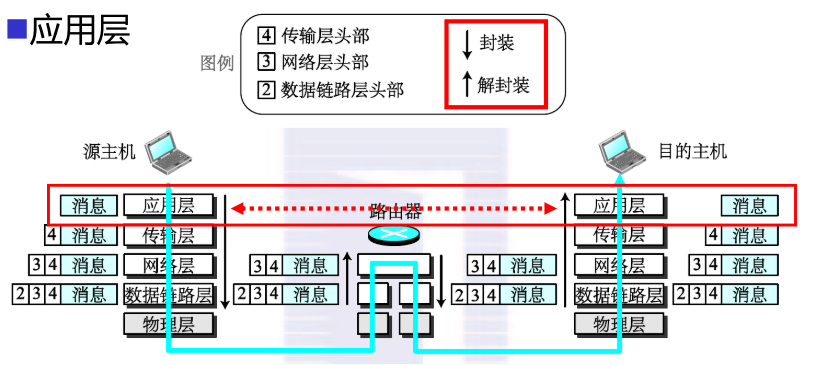 ■应用层
图例
4 传输层头部
3 网络层头部
2 数据链路层头部
封装
解封装
源主机
目的主机
消息 应用层 路由器 应用层 消息
4 消息 传输层 传输层 4 消息
3 4 消息 网络层 3 4 消息 3 4 消息 网络层 3 4 消息
2 3 4 消息 数据链路层 2 3 4 消息 2 3 4 消息 数据链路层 2 3 4 消息
物理层 物理层